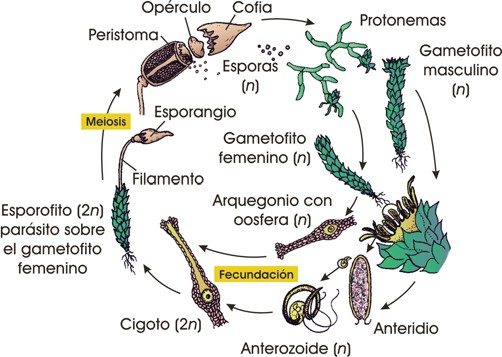 Opérculo
Cofia
Peristoma
Protonemas
Esporas
(n)
Gametofito
masculino
(n)
Meiosis
Esporangio
Gametofito
femenino (n)
Filamento
Arquegonio con
oosfera (n)
Esporofito (2n)
parásito sobre
el gametofito
femenino
Fecundación
Cigoto (2n)
Anteridio
Anterozoide (n)